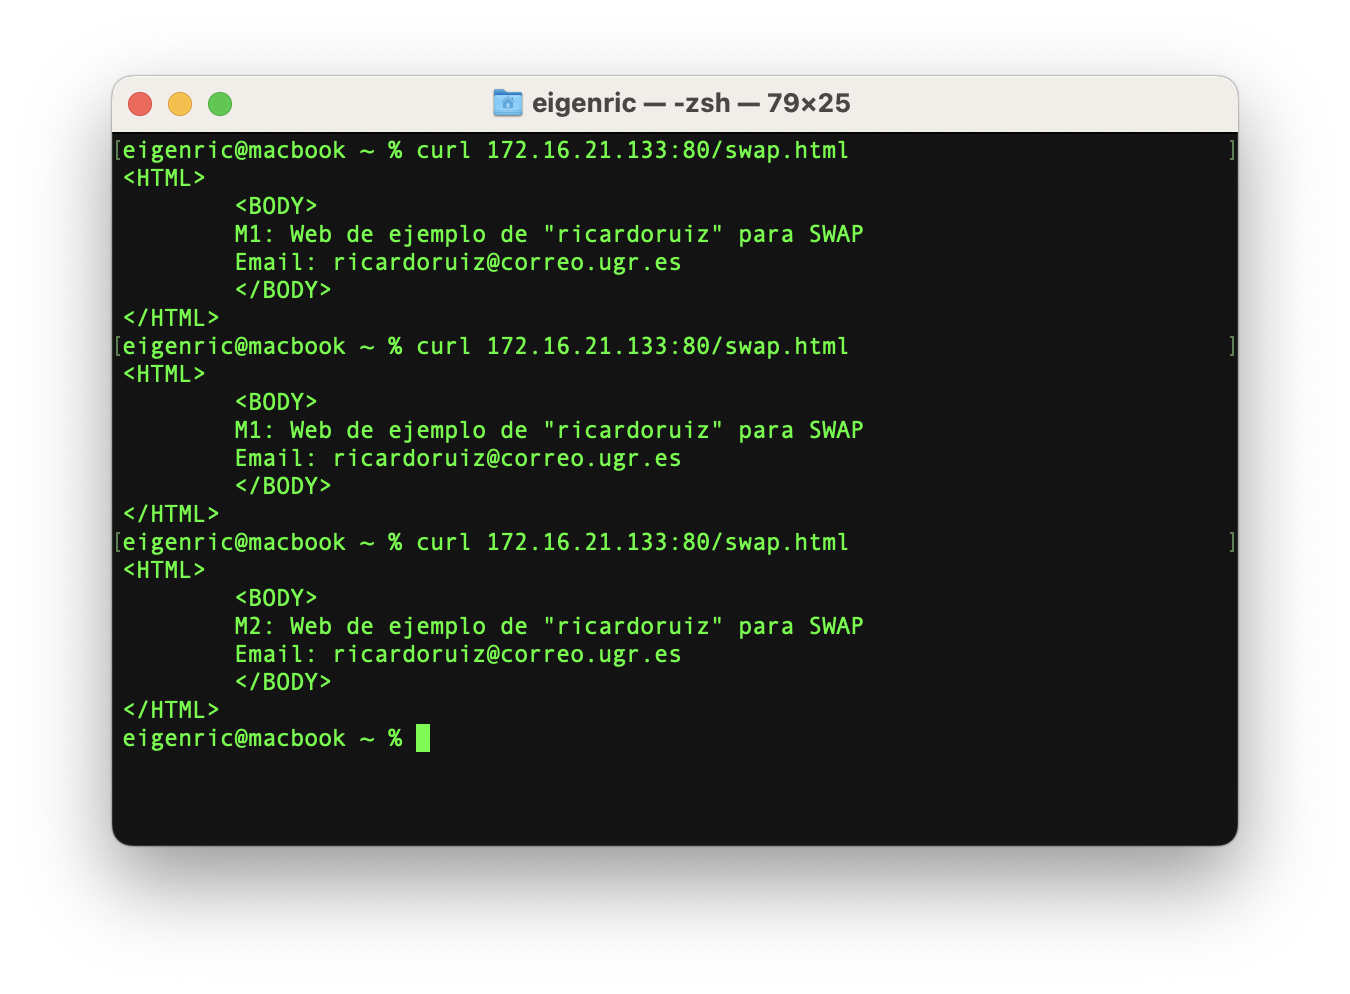 eigenric — -zsh — 79×25
[eigenric@macbook ~ % curl 172.16.21.133:80/swap.html ]
<HTML>
        <BODY>
        M1: Web de ejemplo de "ricardoruiz" para SWAP
        Email: ricardoruiz@correo.ugr.es
        </BODY>
</HTML>
[eigenric@macbook ~ % curl 172.16.21.133:80/swap.html ]
<HTML>
        <BODY>
        M1: Web de ejemplo de "ricardoruiz" para SWAP
        Email: ricardoruiz@correo.ugr.es
        </BODY>
</HTML>
[eigenric@macbook ~ % curl 172.16.21.133:80/swap.html ]
<HTML>
        <BODY>
        M2: Web de ejemplo de "ricardoruiz" para SWAP
        Email: ricardoruiz@correo.ugr.es
        </BODY>
</HTML>
eigenric@macbook ~ %